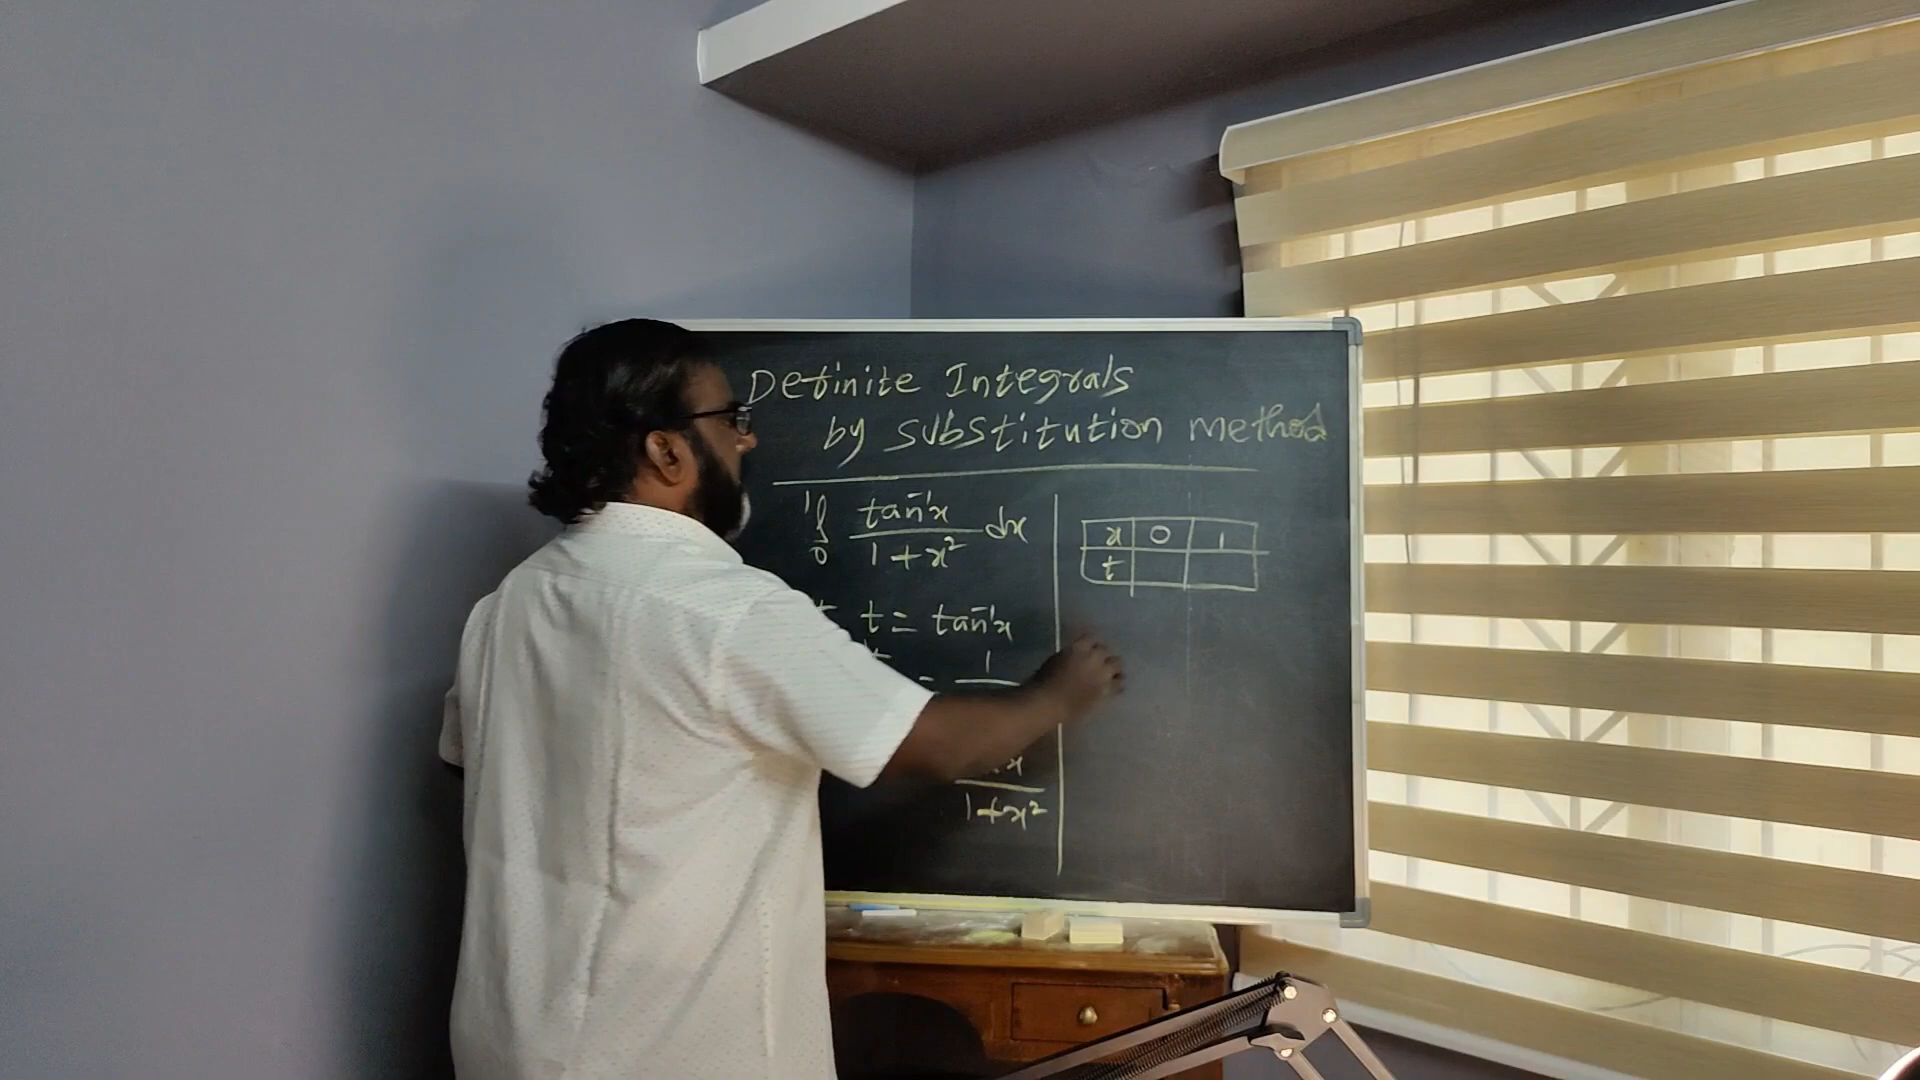 Definite Integrals
by substitution method
1∫0 tan⁻¹x / 1+x² dx
t = tan⁻¹x
= 1
1+x²
x 0 1
t